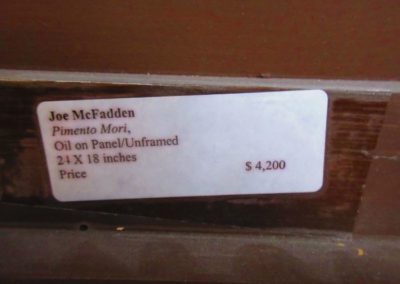 Joe McFadden
Pimento Mori,
Oil on Panel/Unframed
24 X 18 inches
Price $ 4,200